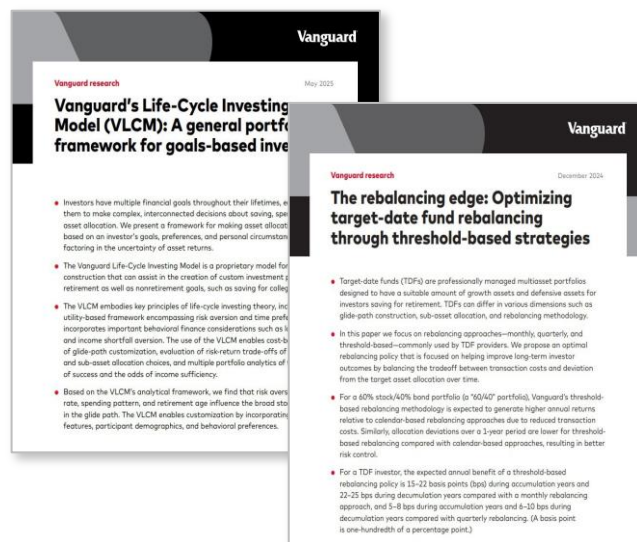 Vanguard
Vanguard research
May 2025
Vanguard's Life-Cycle Investing
Model (VLCM): A general portfo
framework for goals-based inve
Investors have multiple financial goals throughout their lifetimes, e
them to make complex, interconnected decisions about saving, spe
asset allocation. We present a framework for making asset allocat
based on an investor's goals, preferences, and personal circumstan
factoring in the uncertainty of asset returns.
The Vanguard Life-Cycle Investing Model is a proprietary model for
construction that can assist in the creation of custom investment p
retirement as well as nonretirement goals, such as saving for colleg
The VLCM embodies key principles of life-cycle investing theory, inc
utility-based framework encompassing risk aversion and time prefe
incorporates important behavioral finance considerations such as l
and income shortfall aversion. The use of the VLCM enables cost-b
of glide-path customization, evaluation of risk-return trade-offs of
and sub-asset allocation choices, and multiple portfolio analytics of
of success and the odds of income sufficiency.
Based on the VLCM's analytical framework, we find that risk avers
rate, spending pattern, and retirement age influence the broad sto
in the glide path. The VLCM enables customization by incorporating
features, participant demographics, and behavioral preferences.
Vanguard
Vanguard research
December 2024
The rebalancing edge: Optimizing
target-date fund rebalancing
through threshold-based strategies
Target-date funds (TDFs) are professionally managed multiasset portfolios
designed to have a suitable amount of growth assets and defensive assets for
investors saving for retirement. TDFs can differ in various dimensions such as
glide-path construction, sub-asset allocation, and rebalancing methodology.
In this paper we focus on rebalancing approaches—monthly, quarterly, and
threshold-based—commonly used by TDF providers. We propose an optimal
rebalancing policy that is focused on helping improve long-term investor
outcomes by balancing the tradeoff between transaction costs and deviation
from the target asset allocation over time.
For a 60% stock/40% bond portfolio (a "60/40" portfolio), Vanguard's threshold-
based rebalancing methodology is expected to generate higher annual returns
relative to calendar-based rebalancing approaches due to reduced transaction
costs. Similarly, allocation deviations over a 1-year period are lower for threshold-
based rebalancing compared with calendar-based approaches, resulting in better
risk control.
For a TDF investor, the expected annual benefit of a threshold-based
rebalancing policy is 15–22 basis points (bps) during accumulation years and
22–25 bps during decumulation years compared with a monthly rebalancing
approach, and 5–8 bps during accumulation years and 6–10 bps during
decumulation years compared with quarterly rebalancing. (A basis point
is one-hundredth of a percentage point.)